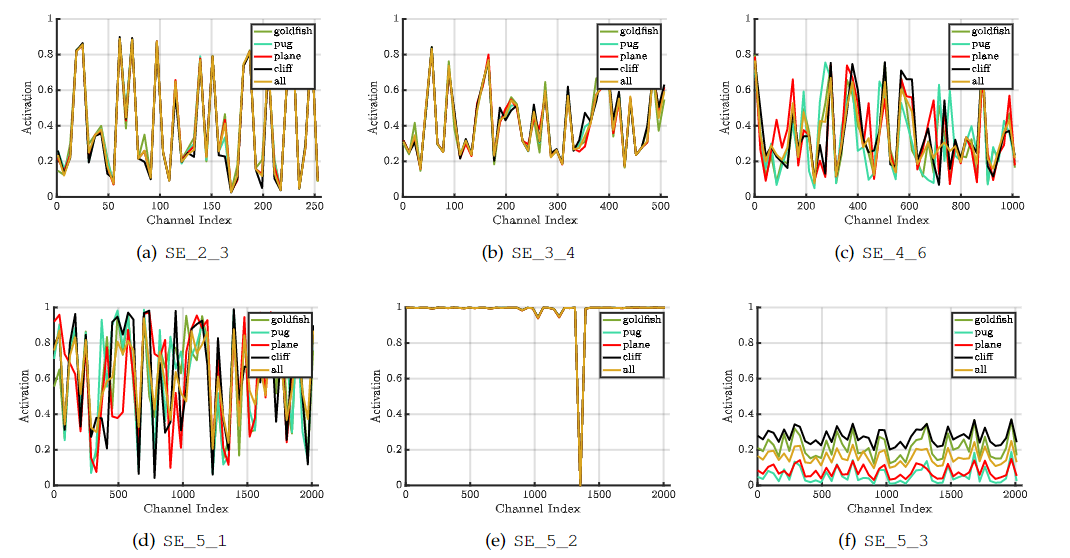 1
0.8
0.6
0.4
0.2
0
Activation
0 50 100 150 200 250
Channel Index
goldfish
pug
plane
cliff
all
(a) SE_2_3
1
0.8
0.6
0.4
0.2
0
Activation
0 100 200 300 400 500
Channel Index
goldfish
pug
plane
cliff
all
(b) SE_3_4
1
0.8
0.6
0.4
0.2
0
Activation
0 200 400 600 800 1000
Channel Index
goldfish
pug
plane
cliff
all
(c) SE_4_6
1
0.8
0.6
0.4
0.2
0
Activation
0 500 1000 1500 2000
Channel Index
goldfish
pug
plane
cliff
all
(d) SE_5_1
1
0.8
0.6
0.4
0.2
0
Activation
0 500 1000 1500 2000
Channel Index
goldfish
pug
plane
cliff
all
(e) SE_5_2
1
0.8
0.6
0.4
0.2
0
Activation
0 500 1000 1500 2000
Channel Index
goldfish
pug
plane
cliff
all
(f) SE_5_3